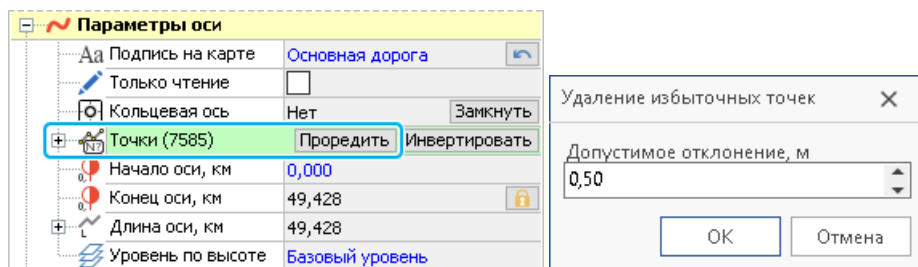 Параметры оси
Аа Подпись на карте Основная дорога
Только чтение
Кольцевая ось Нет Замкнуть
Точки (7585) Проредить Инвертировать
Начало оси, км 0,000
Конец оси, км 49,428
Длина оси, км 49,428
Уровень по высоте Базовый уровень
Удаление избыточных точек
Допустимое отклонение, м
0,50
OK Отмена